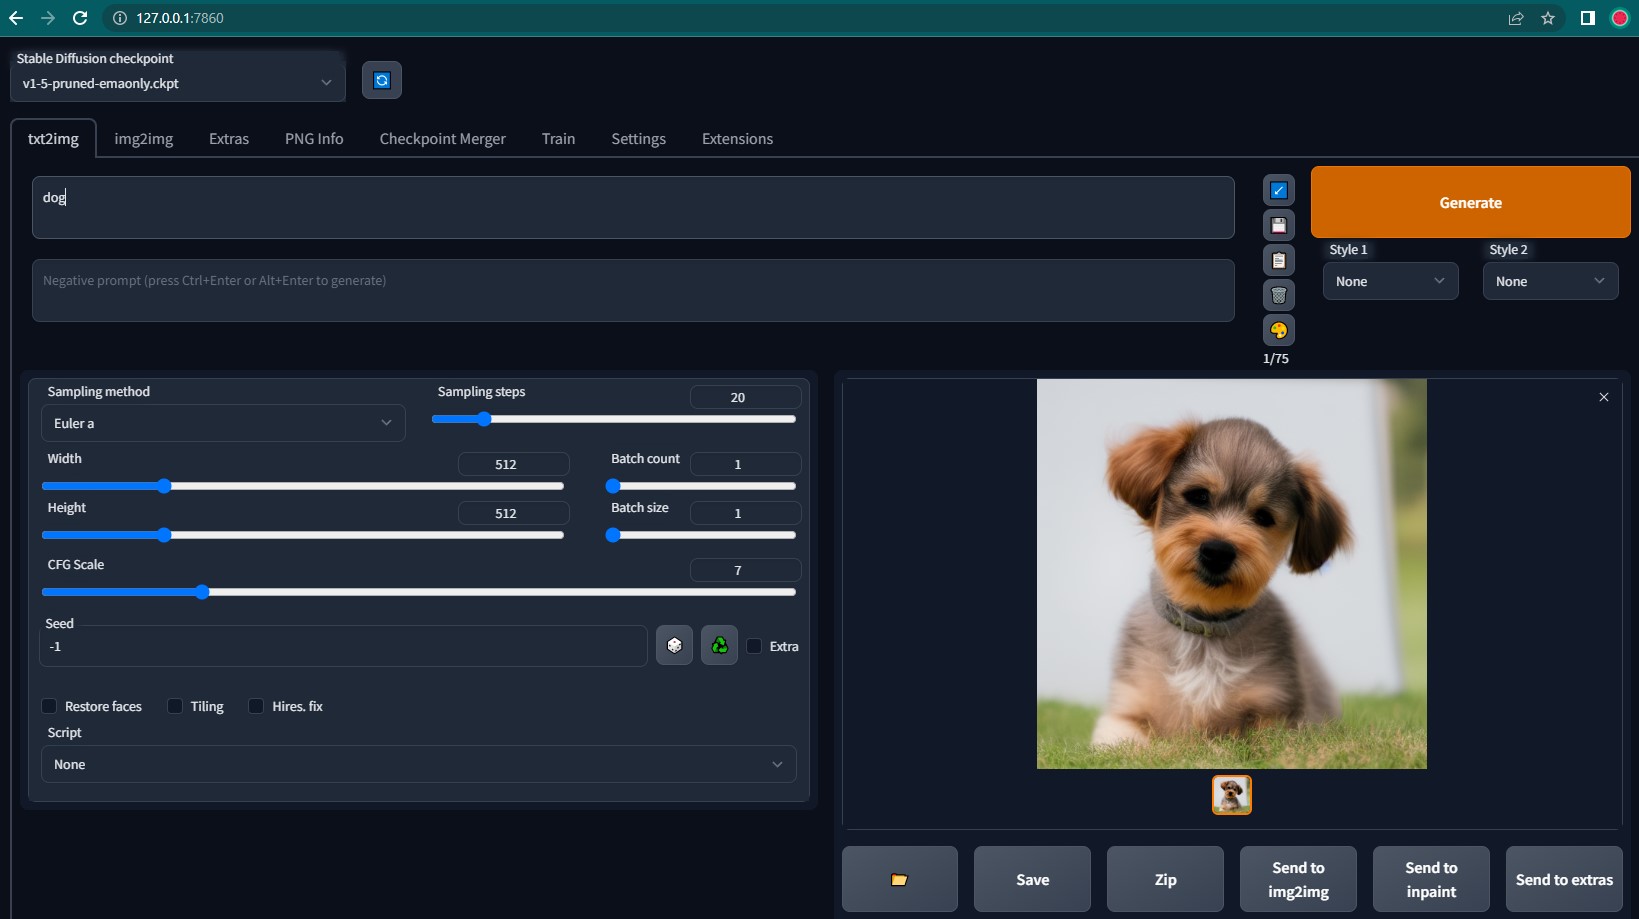 127.0.0.1:7860
Stable Diffusion checkpoint
v1-5-pruned-emaonly.ckpt
txt2img
img2img
Extras
PNG Info
Checkpoint Merger
Train
Settings
Extensions
dog
Generate
Style 1
Style 2
None
None
Negative prompt (press Ctrl+Enter or Alt+Enter to generate)
1/75
Sampling method
Euler a
Sampling steps
20
Width
512
Batch count
1
Height
512
Batch size
1
CFG Scale
7
Seed
-1
Extra
Restore faces
Tiling
Hires. fix
Script
None
Save
Zip
Send to
img2img
Send to
inpaint
Send to extras